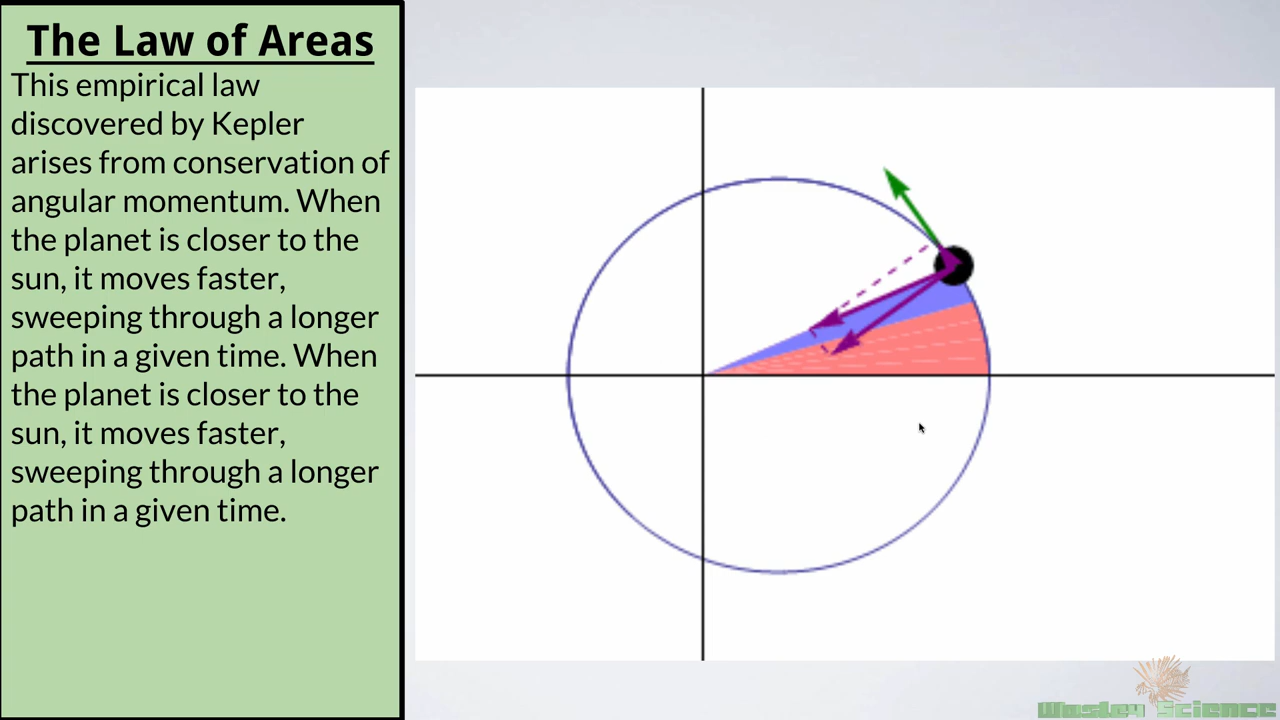 The Law of Areas
This empirical law
discovered by Kepler
arises from conservation of
angular momentum. When
the planet is closer to the
sun, it moves faster,
sweeping through a longer
path in a given time. When
the planet is closer to the
sun, it moves faster,
sweeping through a longer
path in a given time.
Wasley Science